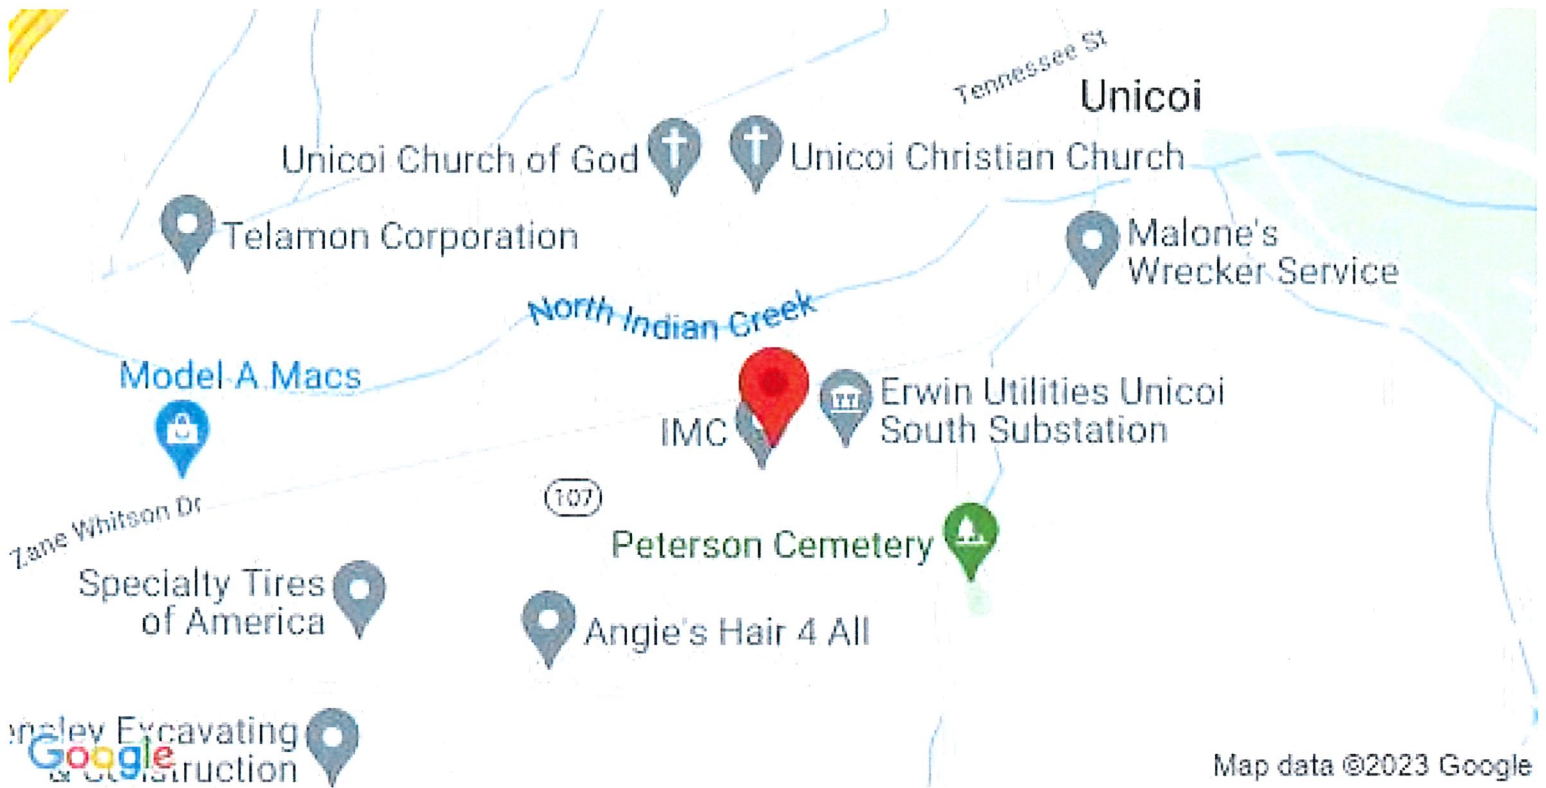 Tennessee St
Unicoi
Unicoi Church of God
Unicoi Christian Church
Telamon Corporation
Malone's
Wrecker Service
North Indian Creek
Model A Macs
Erwin Utilities Unicoi
South Substation
IMC
107
Zane Whitson Dr
Peterson Cemetery
Specialty Tires
of America
Angie's Hair 4 All
Excavating
Google
Map data ©2023 Google